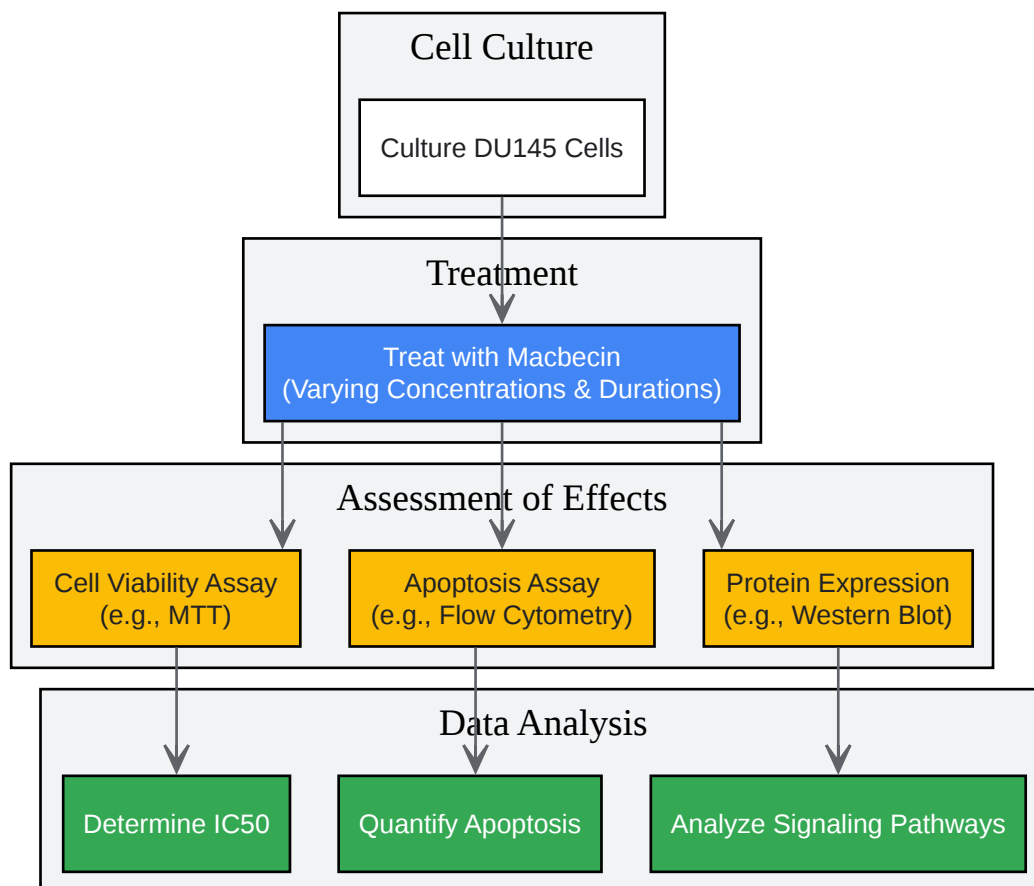 Cell Culture
Culture DU145 Cells
Treatment
Treat with Macbecin
(Varying Concentrations & Durations)
Assessment of Effects
Cell Viability Assay
(e.g., MTT)
Apoptosis Assay
(e.g., Flow Cytometry)
Protein Expression
(e.g., Western Blot)
Data Analysis
Determine IC50
Quantify Apoptosis
Analyze Signaling Pathways